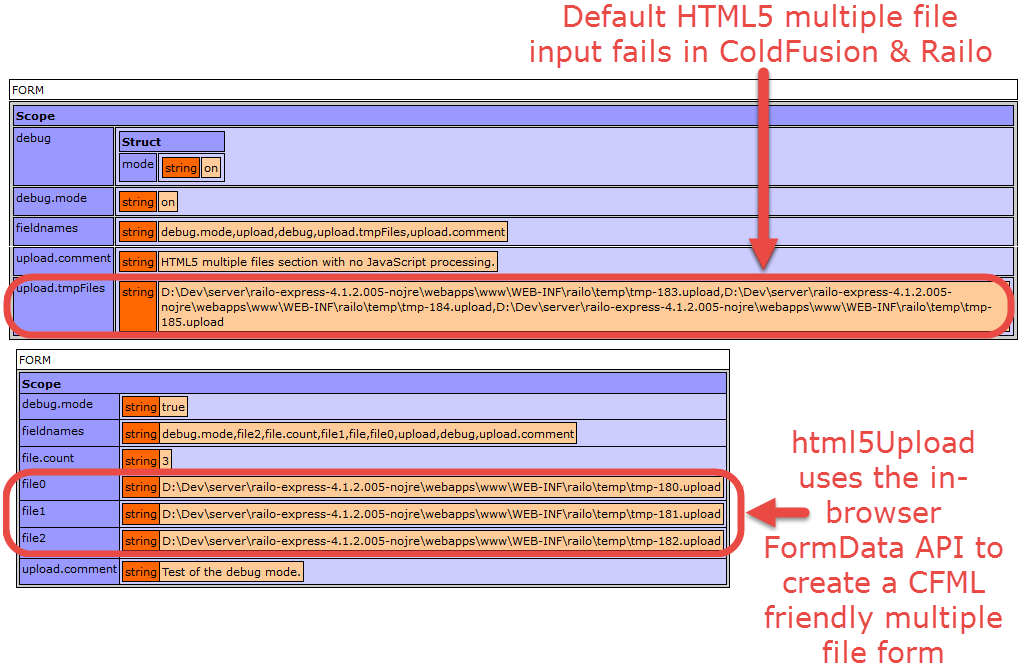 Default HTML5 multiple file
input fails in ColdFusion & Railo
FORM
Scope
debug
Struct
mode string on
debug.mode string on
fieldnames string debug.mode,upload,debug,upload.tmpFiles,upload.comment
upload.comment string HTML5 multiple files section with no JavaScript processing.
upload.tmpFiles string D:\Dev\server\railo-express-4.1.2.005-nojre\webapps\www\WEB-INF\railo\temp\tmp-183.upload,D:\Dev\server\railo-express-4.1.2.005-
nojre\webapps\www\WEB-INF\railo\temp\tmp-184.upload,D:\Dev\server\railo-express-4.1.2.005-nojre\webapps\www\WEB-INF\railo\temp\tmp-
185.upload
FORM
Scope
debug.mode string true
fieldnames string debug.mode,file2,file.count,file1,file,file0,upload,debug,upload.comment
file.count string 3
file0 string D:\Dev\server\railo-express-4.1.2.005-nojre\webapps\www\WEB-INF\railo\temp\tmp-180.upload
file1 string D:\Dev\server\railo-express-4.1.2.005-nojre\webapps\www\WEB-INF\railo\temp\tmp-181.upload
file2 string D:\Dev\server\railo-express-4.1.2.005-nojre\webapps\www\WEB-INF\railo\temp\tmp-182.upload
upload.comment string Test of the debug mode.
html5Upload
uses the in-
browser
FormData API to
create a CFML
friendly multiple
file form